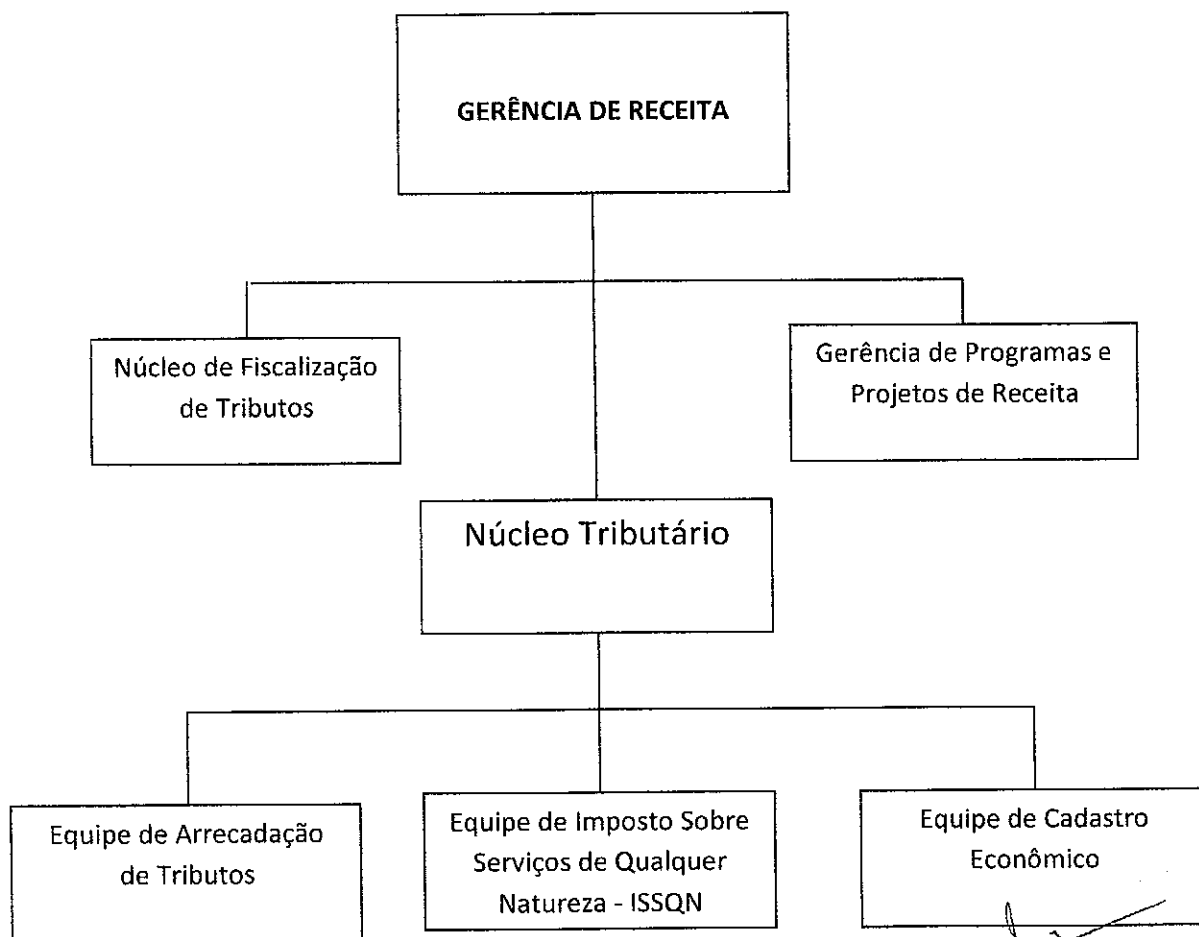 GERÊNCIA DE RECEITA
Núcleo de Fiscalização
de Tributos
Gerência de Programas e
Projetos de Receita
Núcleo Tributário
Equipe de Arrecadação
de Tributos
Equipe de Imposto Sobre
Serviços de Qualquer
Natureza - ISSQN
Equipe de Cadastro
Econômico